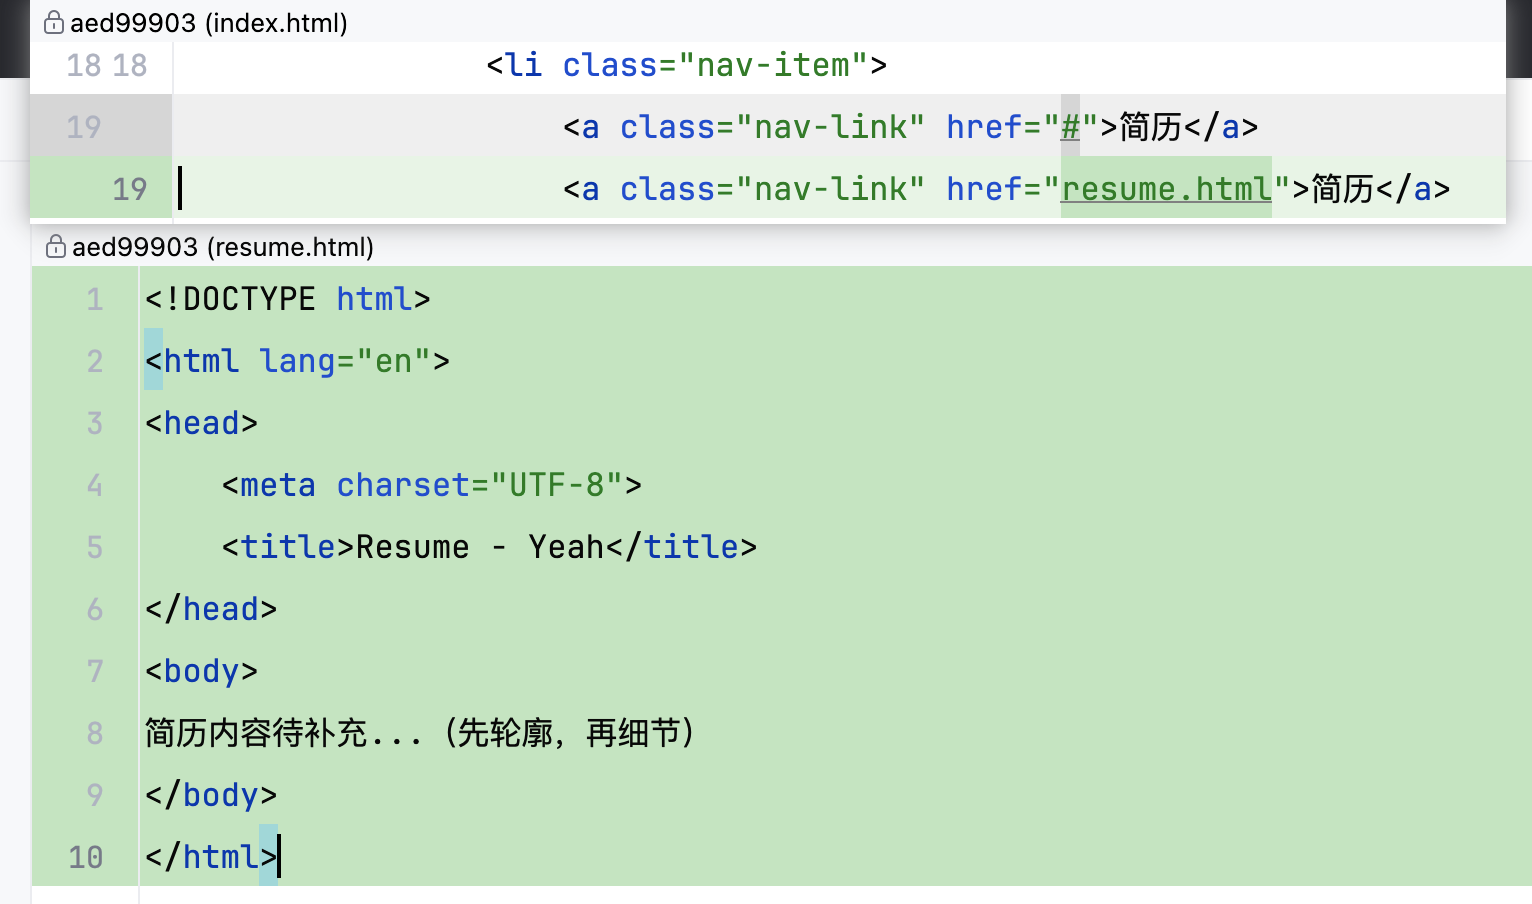 aed99903 (index.html)
18 18 <li class="nav-item">
19 <a class="nav-link" href="#">简历</a>
19 <a class="nav-link" href="resume.html">简历</a>
aed99903 (resume.html)
1 <!DOCTYPE html>
2 <html lang="en">
3 <head>
4 <meta charset="UTF-8">
5 <title>Resume - Yeah</title>
6 </head>
7 <body>
8 简历内容待补充...（先轮廓，再细节）
9 </body>
10 </html>